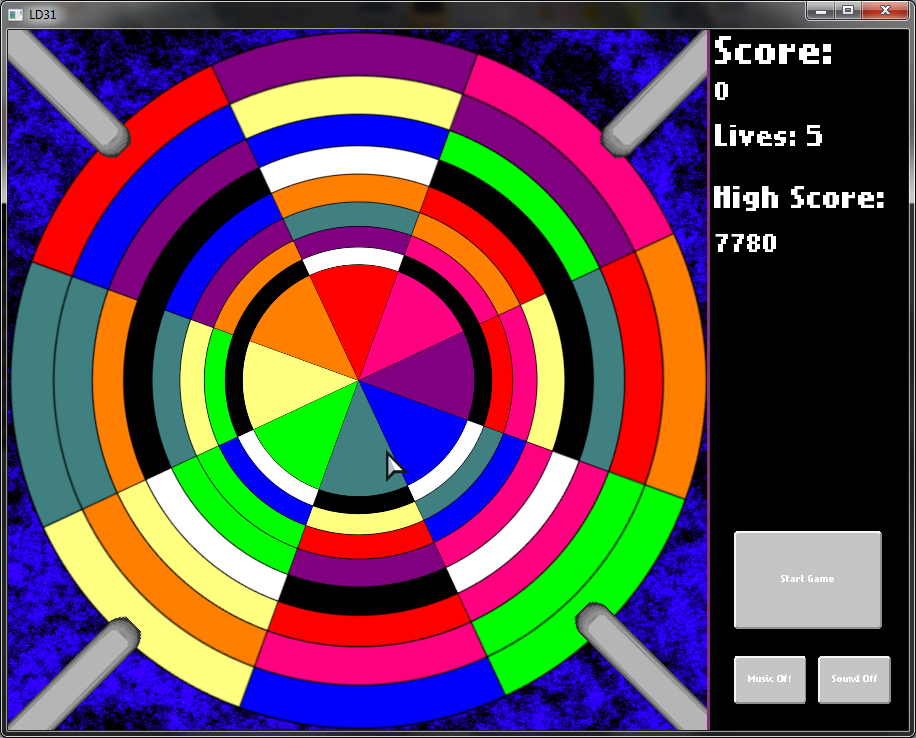 LD31
Score:
0
Lives: 5
High Score:
7780
Start Game
Music Off
Sound Off